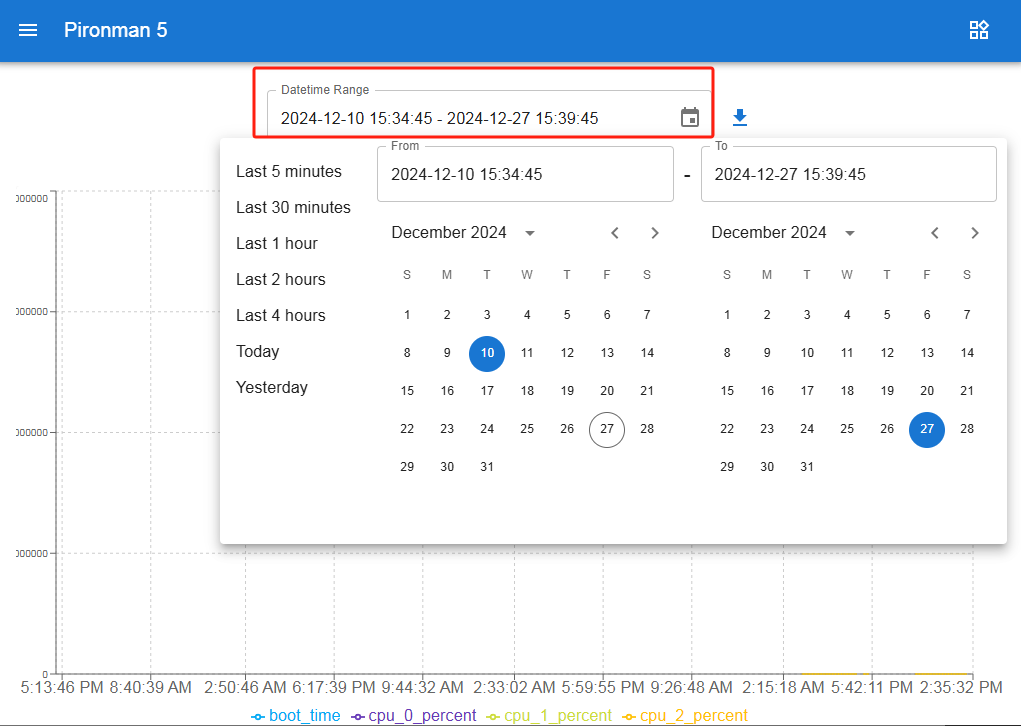 Pironman 5
Datetime Range
2024-12-10 15:34:45 - 2024-12-27 15:39:45
Last 5 minutes
Last 30 minutes
Last 1 hour
Last 2 hours
Last 4 hours
Today
Yesterday
From
2024-12-10 15:34:45
-
To
2024-12-27 15:39:45
December 2024
S M T W T F S
1 2 3 4 5 6 7
8 9 10 11 12 13 14
15 16 17 18 19 20 21
22 23 24 25 26 27 28
29 30 31
December 2024
S M T W T F S
1 2 3 4 5 6 7
8 9 10 11 12 13 14
15 16 17 18 19 20 21
22 23 24 25 26 27 28
29 30 31
0
5:13:46 PM 8:40:39 AM 2:50:46 AM 6:17:39 PM 9:44:32 AM 2:33:02 AM 5:59:55 PM 9:26:48 AM 2:15:18 AM 5:42:11 PM 2:35:32 PM
boot_time cpu_0_percent cpu_1_percent cpu_2_percent